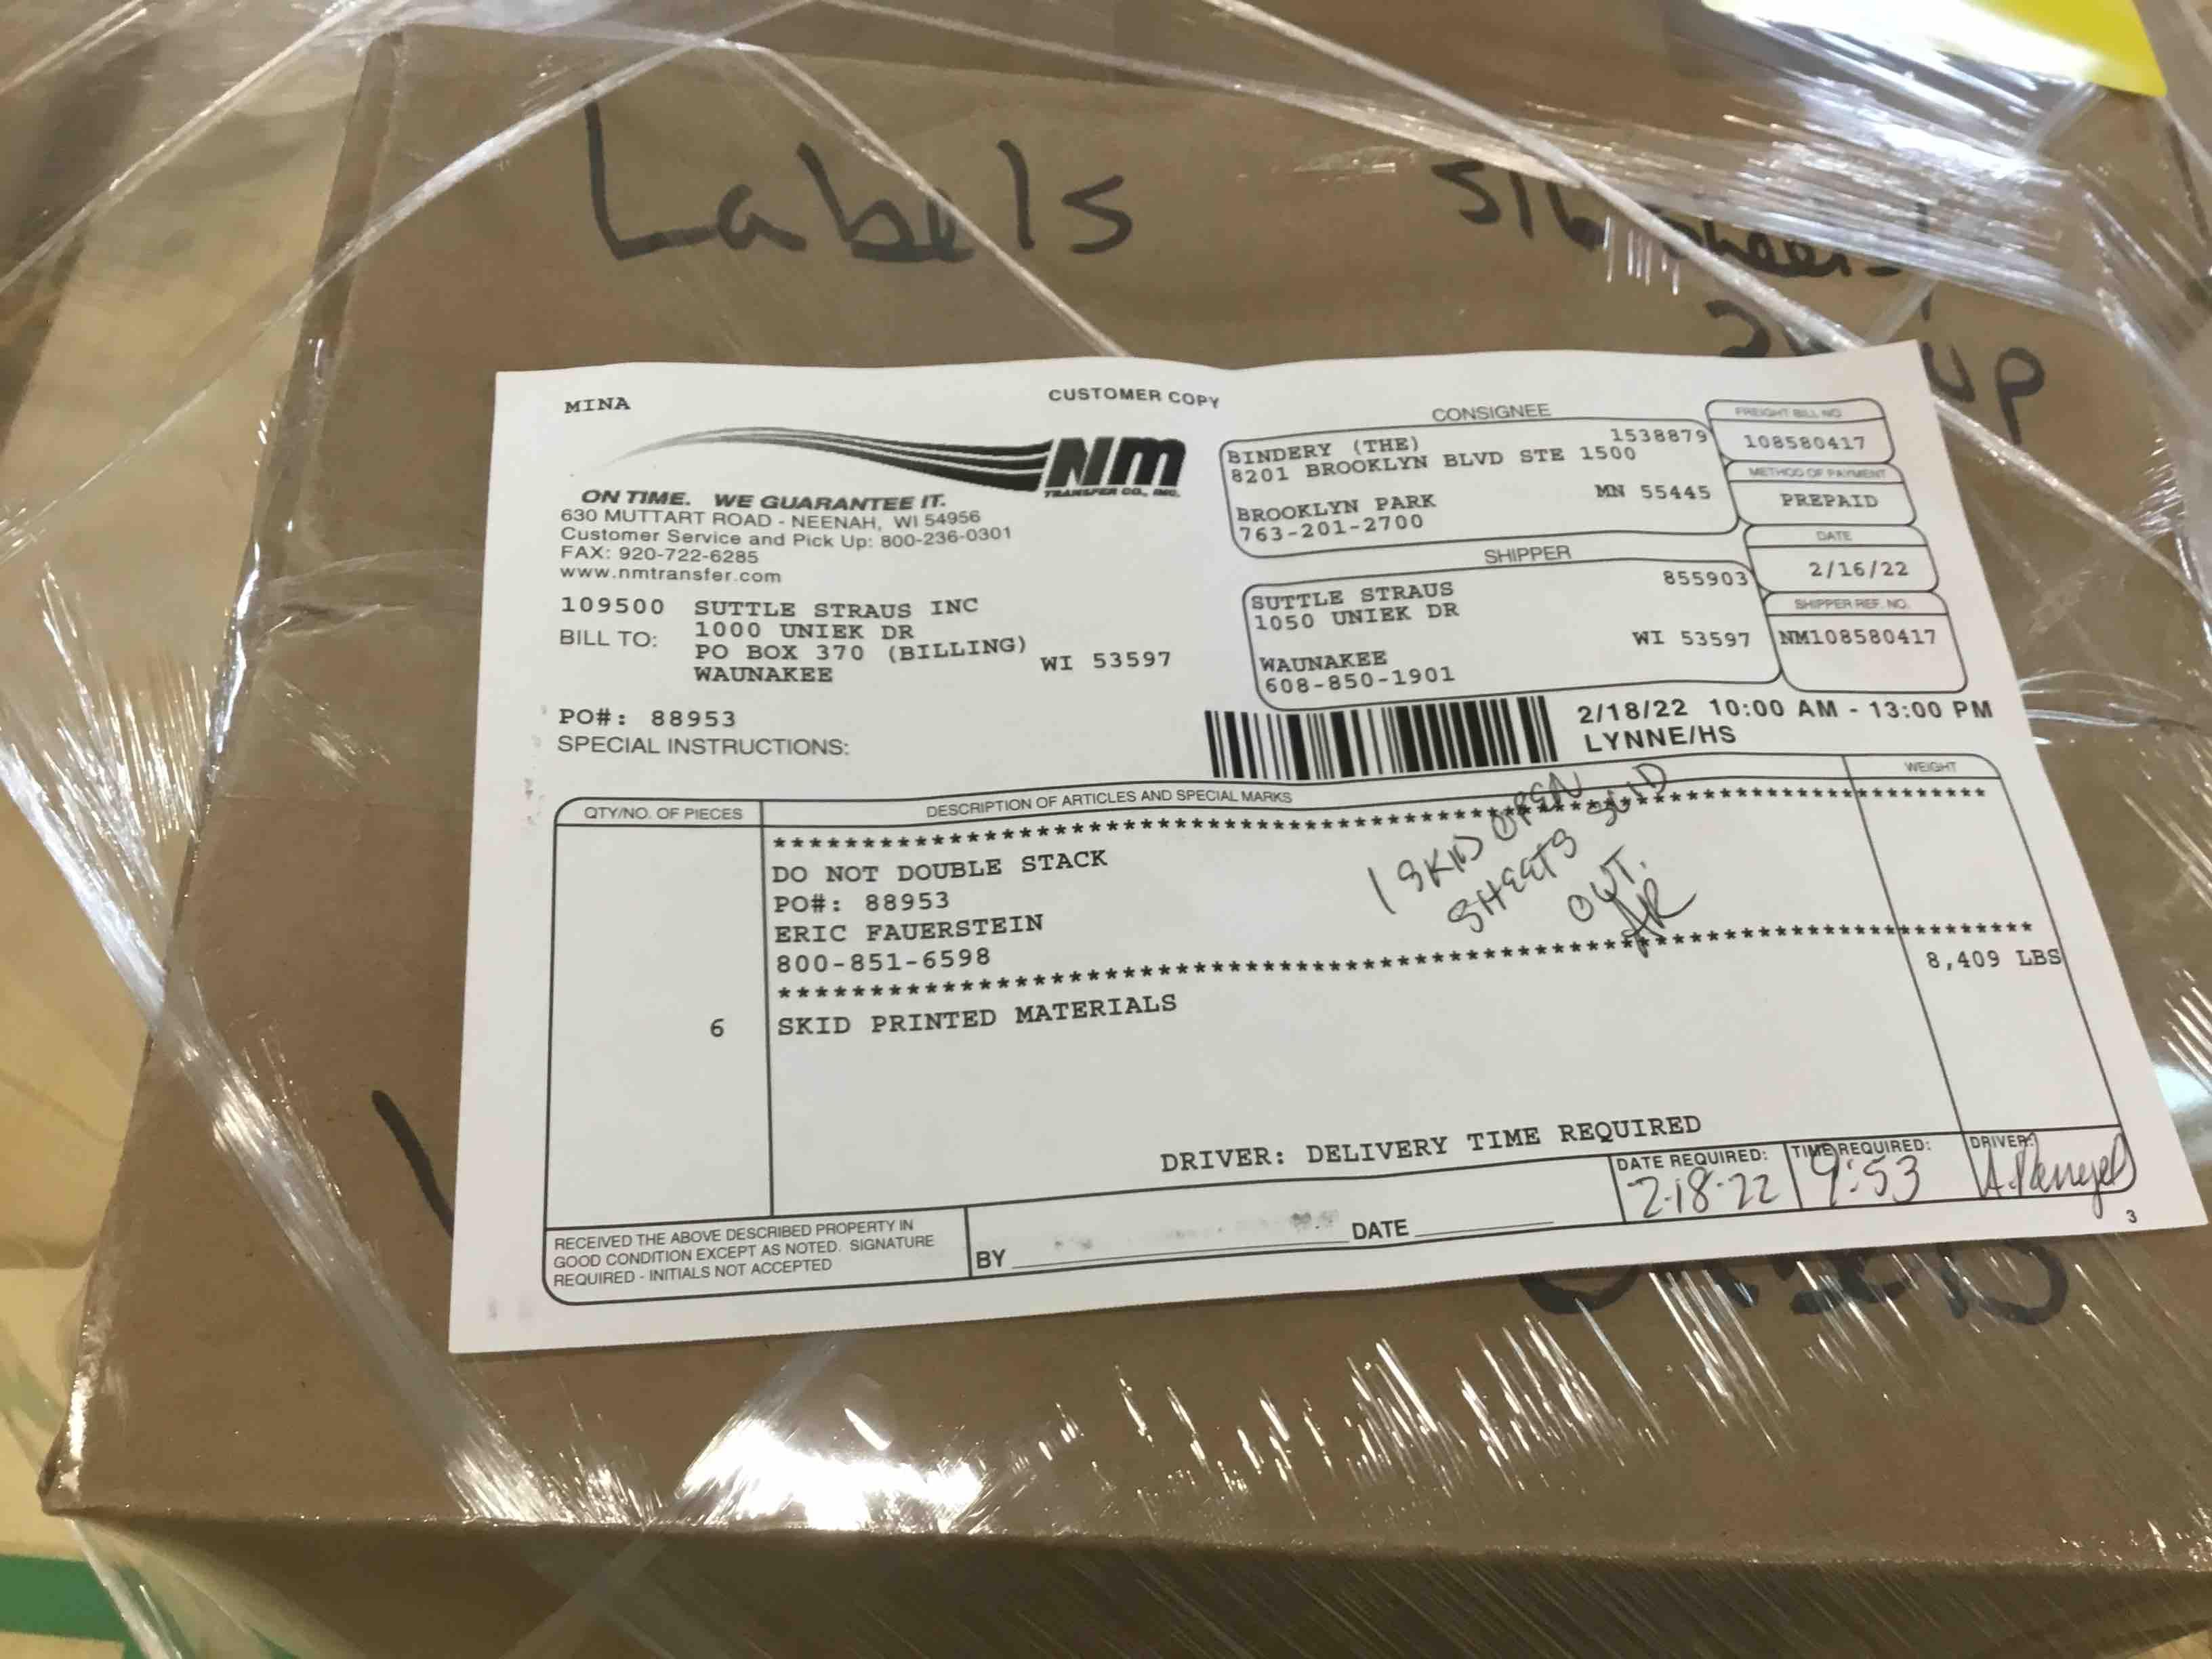 Labels
516 sheets
up
MINA
CUSTOMER COPY
NM
TRANSFER CO., INC.
ON TIME. WE GUARANTEE IT.
630 MUTTART ROAD - NEENAH, WI 54956
Customer Service and Pick Up: 800-236-0301
FAX: 920-722-6285
www.nmtransfer.com
109500 SUTTLE STRAUS INC
BILL TO: 1000 UNIEK DR
PO BOX 370 (BILLING)
WAUNAKEE WI 53597
PO#: 88953
SPECIAL INSTRUCTIONS:
CONSIGNEE
BINDERY (THE) 1538879
8201 BROOKLYN BLVD STE 1500
BROOKLYN PARK MN 55445
763-201-2700
SHIPPER
SUTTLE STRAUS 855903
1050 UNIEK DR
WAUNAKEE WI 53597
608-850-1901
FREIGHT BILL NO
108580417
METHOD OF PAYMENT
PREPAID
DATE
2/16/22
SHIPPER REF. NO.
NM108580417
2/18/22 10:00 AM - 13:00 PM
LYNNE/HS
QTY/NO. OF PIECES DESCRIPTION OF ARTICLES AND SPECIAL MARKS WEIGHT
DO NOT DOUBLE STACK
PO#: 88953
ERIC FAUERSTEIN
800-851-6598
1 SKID OPEN
SHEETS SLID
OUT.
AR
8,409 LBS
6 SKID PRINTED MATERIALS
DRIVER: DELIVERY TIME REQUIRED
DATE REQUIRED: TIME REQUIRED: DRIVER:
2-18-22 9:53
RECEIVED THE ABOVE DESCRIBED PROPERTY IN
GOOD CONDITION EXCEPT AS NOTED. SIGNATURE
REQUIRED - INITIALS NOT ACCEPTED
BY DATE
3